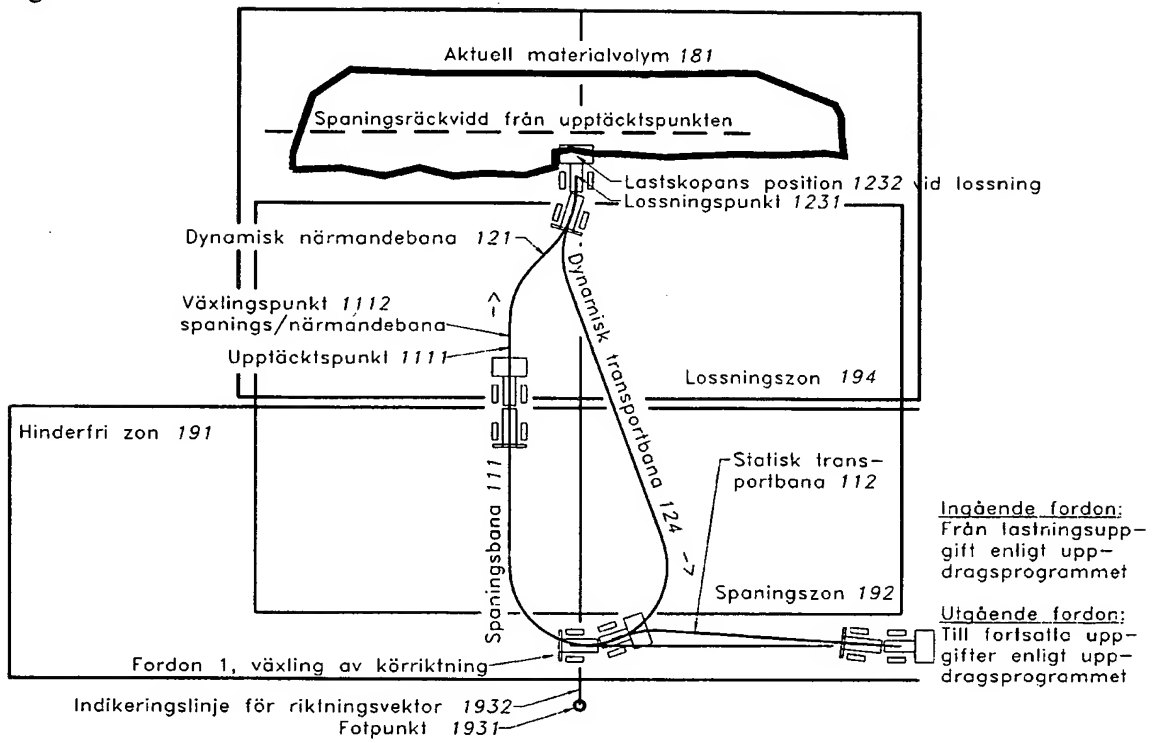 Aktuell materialvolym 181
Spaningsräckvidd från upptäcktspunkten
Lastskopans position 1232 vid lossning
Lossningspunkt 1231
Dynamisk närmandebana 121
Växlingspunkt 1112
spanings/närmandebana
Upptäcktspunkt 1111
Dynamisk transportbana 124 -->
Lossningszon 194
Hinderfri zon 191
Spaningsbana 111
-->
Statisk trans-
portbana 112
Ingående fordon:
Från lastningsupp-
gift enligt upp-
dragsprogrammet
Spaningszon 192
Utgående fordon:
Till fortsatta upp-
gifter enligt upp-
dragsprogrammet
Fordon 1, växling av körriktning
Indikeringslinje för riktningsvektor 1932
Fotpunkt 1931